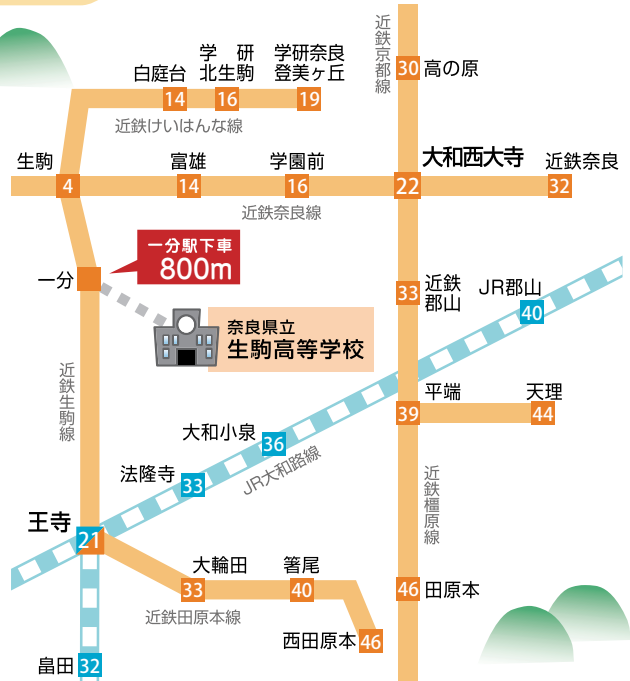 近鉄京都線
30 高の原
学研
北生駒
学研奈良
登美ヶ丘
白庭台
14
16
19
近鉄けいはんな線
生駒
富雄
学園前
大和西大寺
近鉄奈良
4
14
16
22
32
近鉄奈良線
一分駅下車
800m
一分
近鉄
郡山
33
JR郡山
40
奈良県立
生駒高等学校
近鉄生駒線
平端
天理
39
44
大和小泉
36
法隆寺
33
JR大和路線
近鉄橿原線
王寺
21
大輪田
箸尾
33
40
近鉄田原本線
46 田原本
西田原本 46
畠田 32